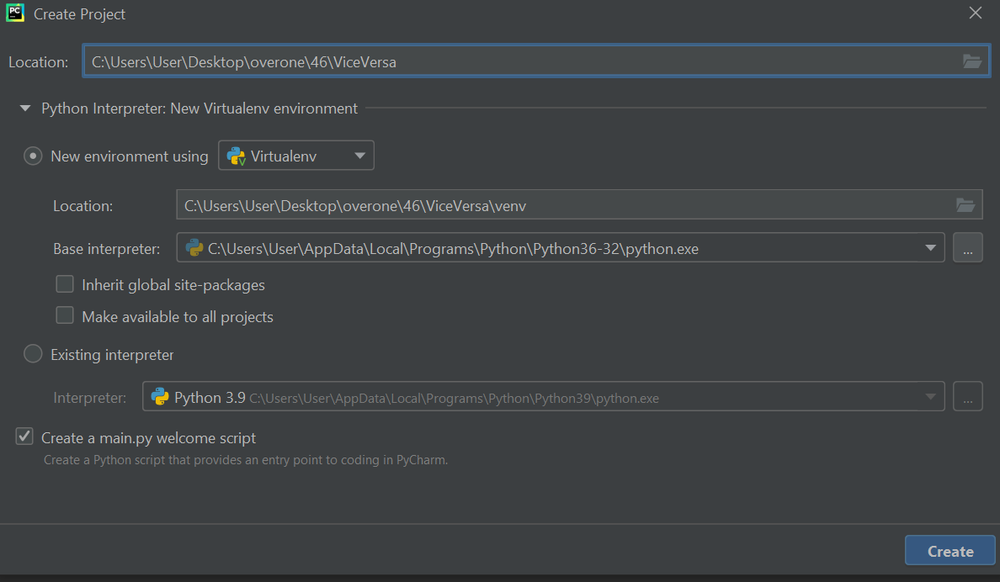 PC Create Project
Location: C:\Users\User\Desktop\overone\46\ViceVersa
Python Interpreter: New Virtualenv environment
New environment using Virtualenv
Location: C:\Users\User\Desktop\overone\46\ViceVersa\venv
Base interpreter: C:\Users\User\AppData\Local\Programs\Python\Python36-32\python.exe ...
Inherit global site-packages
Make available to all projects
Existing interpreter
Interpreter: Python 3.9 C:\Users\User\AppData\Local\Programs\Python\Python39\python.exe ...
Create a main.py welcome script
Create a Python script that provides an entry point to coding in PyCharm.
Create